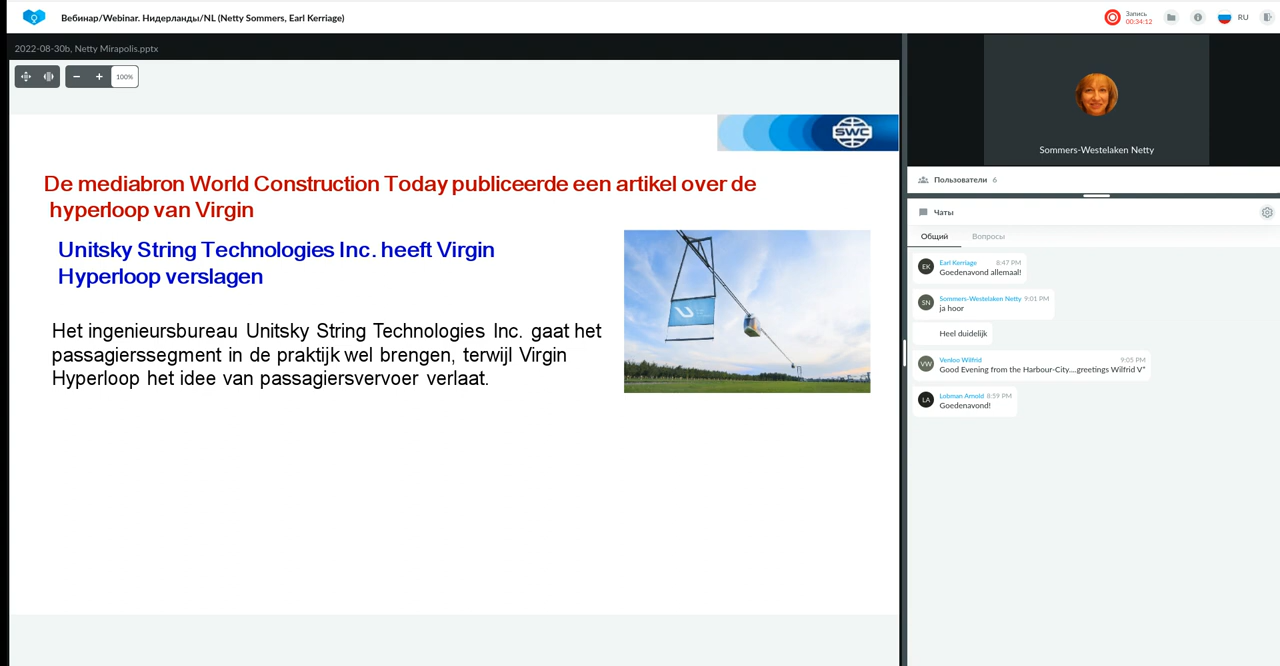 Вебинар/Webinar. Нидерланды/NL (Netty Sommers, Earl Kerriage)
Запись
00:34:12
RU
2022-08-30b, Netty Mirapolis.pptx
100%
SWC
De mediabron World Construction Today publiceerde een artikel over de
hyperloop van Virgin
Unitsky String Technologies Inc. heeft Virgin
Hyperloop verslagen
Het ingenieursbureau Unitsky String Technologies Inc. gaat het
passagierssegment in de praktijk wel brengen, terwijl Virgin
Hyperloop het idee van passagiersvervoer verlaat.
Sommers-Westelaken Netty
Пользователи 6
Чаты
Общий Вопросы
EK
Earl Kerriage 8:47 PM
Goedenavond allemaal!
SN
Sommers-Westelaken Netty 9:01 PM
ja hoor
Heel duidelijk
VW
Venloo Wilfrid 9:05 PM
Good Evening from the Harbour-City....greetings Wilfrid V"
LA
Lobman Arnold 8:59 PM
Goedenavond!